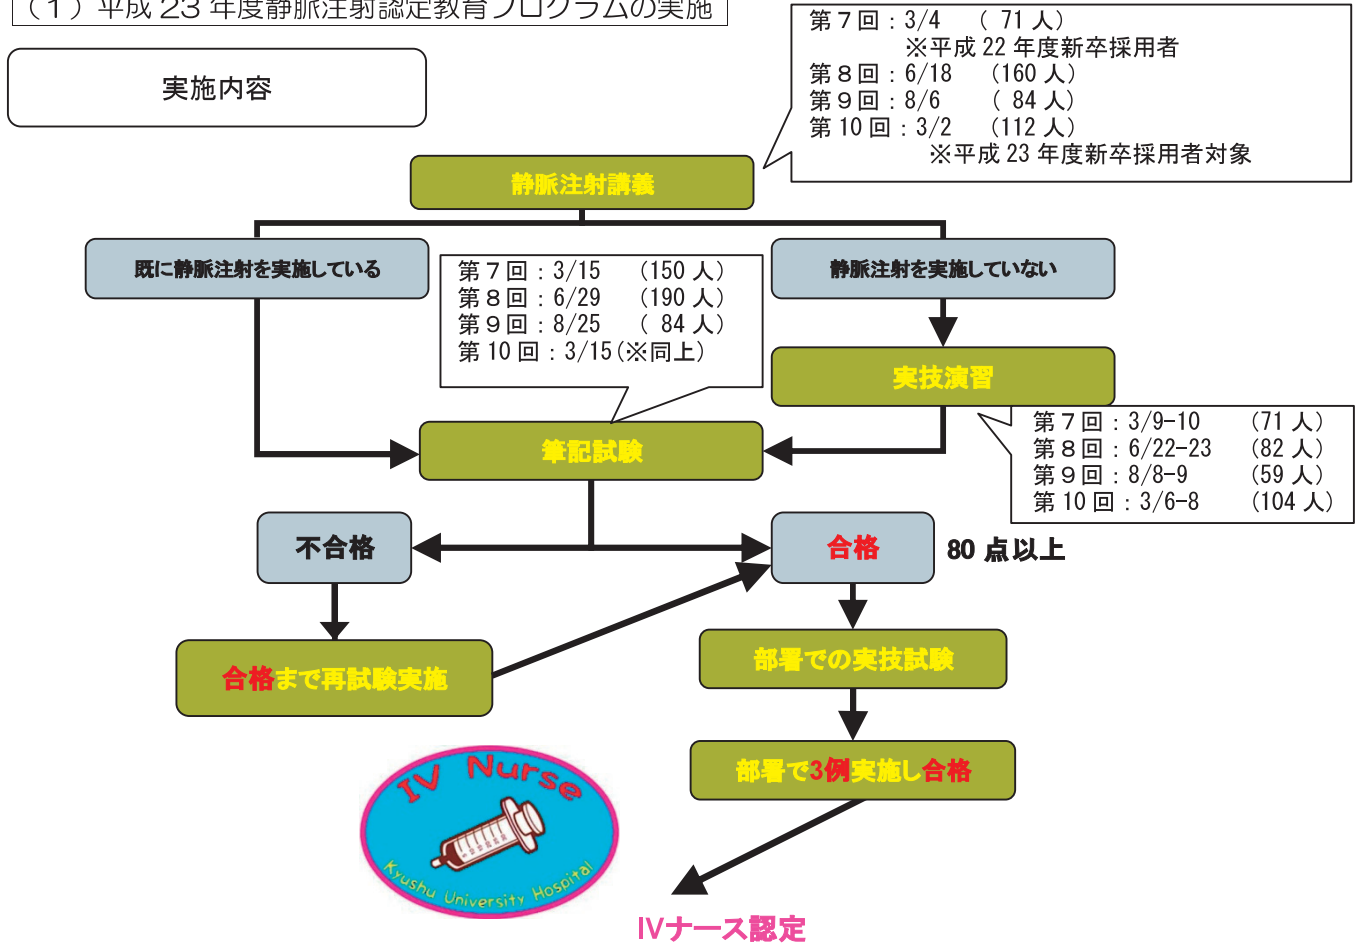 （１）平成 23 年度静脈注射認定教育プログラムの実施
実施内容
第７回：3/4 （ 71 人）
※平成 22 年度新卒採用者
第８回：6/18 （160 人）
第９回：8/6 （ 84 人）
第 10 回：3/2 （112 人）
※平成 23 年度新卒採用者対象
静脈注射講義
既に静脈注射を実施している
静脈注射を実施していない
第７回：3/15 （150 人）
第８回：6/29 （190 人）
第９回：8/25 （ 84 人）
第 10 回：3/15(※同上)
実技演習
第７回：3/9-10 （71 人）
第８回：6/22-23 （82 人）
第９回：8/8-9 （59 人）
第 10 回：3/6-8 （104 人）
筆記試験
不合格
合格
80 点以上
合格まで再試験実施
部署での実技試験
部署で3例実施し合格
IV Nurse
Kyushu University Hospital
IVナース認定